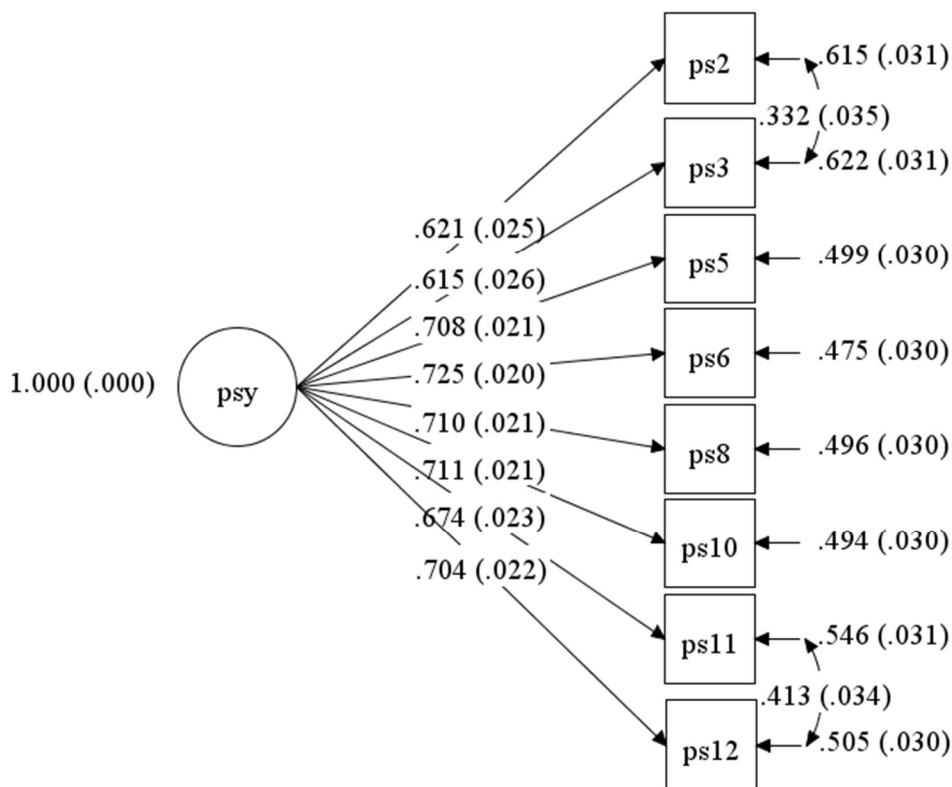 ps2
.615 (.031)
.332 (.035)
ps3
.622 (.031)
.621 (.025)
ps5
.499 (.030)
.615 (.026)
.708 (.021)
ps6
.475 (.030)
.725 (.020)
1.000 (.000)
psy
.710 (.021)
ps8
.496 (.030)
.711 (.021)
.674 (.023)
ps10
.494 (.030)
.704 (.022)
ps11
.546 (.031)
.413 (.034)
ps12
.505 (.030)